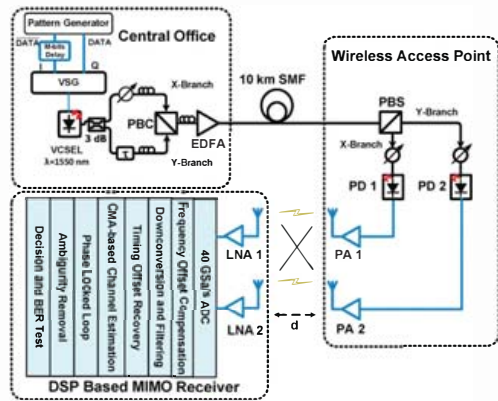 Pattern Generator
DATA
DATA
M-bits
Delay
Q
VSG
VCSEL
λ=1550 nm
3 dB
X-Branch
PBC
T
Y-Branch
EDFA
Central Office
10 km SMF
Wireless Access Point
PBS
Y-Branch
X-Branch
PD 1
PD 2
PA 1
PA 2
LNA 1
LNA 2
d
40 GSa/s ADC
Frequency Offset Compensation
Downconversion and Filtering
Timing Offset Recovery
CMA-based Channel Estimation
Phase Locked Loop
Ambigurity Removal
Decision and BER Test
DSP Based MIMO Receiver